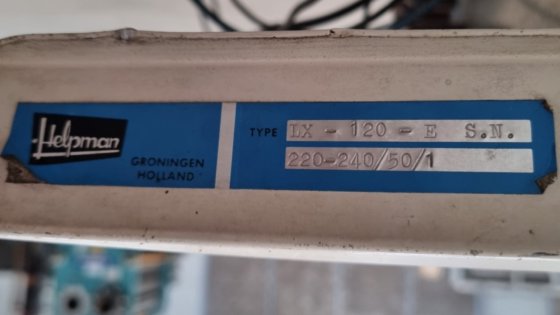 Helpman
GRONINGEN
HOLLAND
TYPE LX - 120 - E S.N.
220-240/50/1